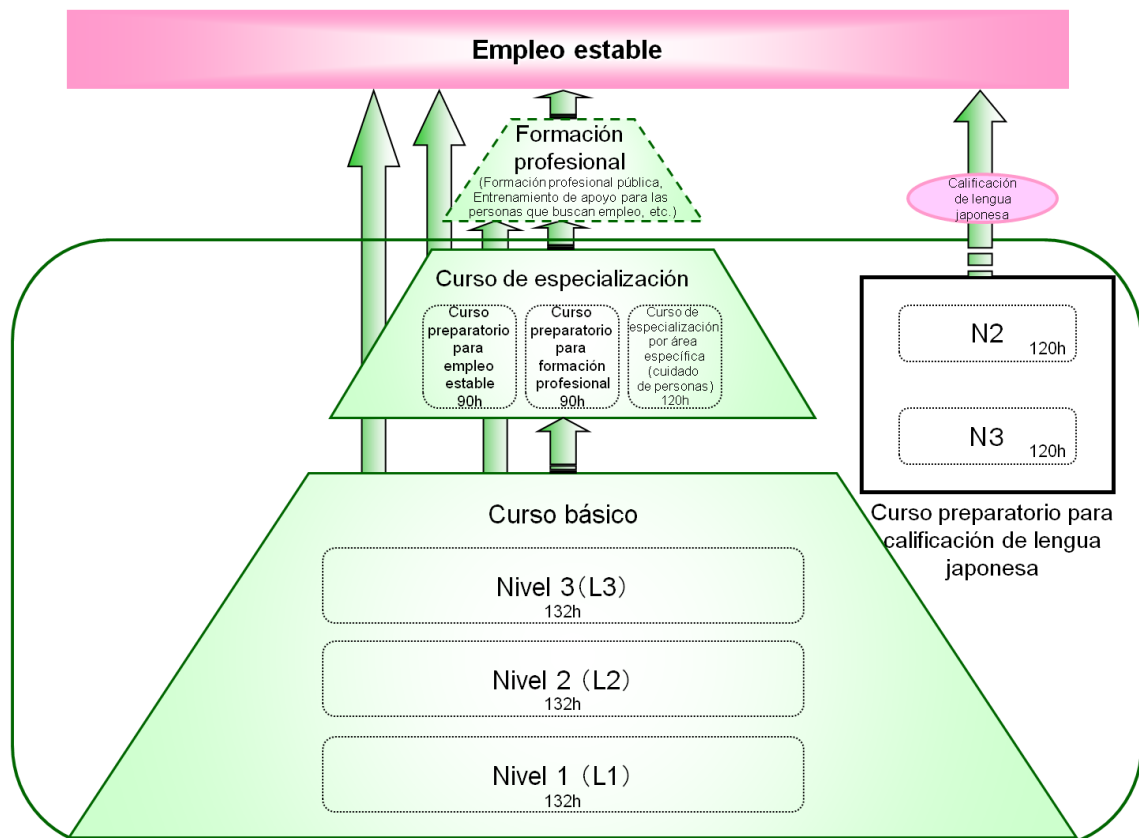 Empleo estable
Formación
profesional
(Formación profesional pública,
Entrenamiento de apoyo para las
personas que buscan empleo, etc.)
Calificación
de lengua
japonesa
Curso de especialización
Curso
preparatorio
para
empleo
estable
90h
Curso
preparatorio
para
formación
profesional
90h
Curso de
especialización
por área
específica
(cuidado
de personas)
120h
N2
120h
N3
120h
Curso preparatorio para
calificación de lengua
japonesa
Curso básico
Nivel 3（L3）
132h
Nivel 2（L2）
132h
Nivel 1（L1）
132h